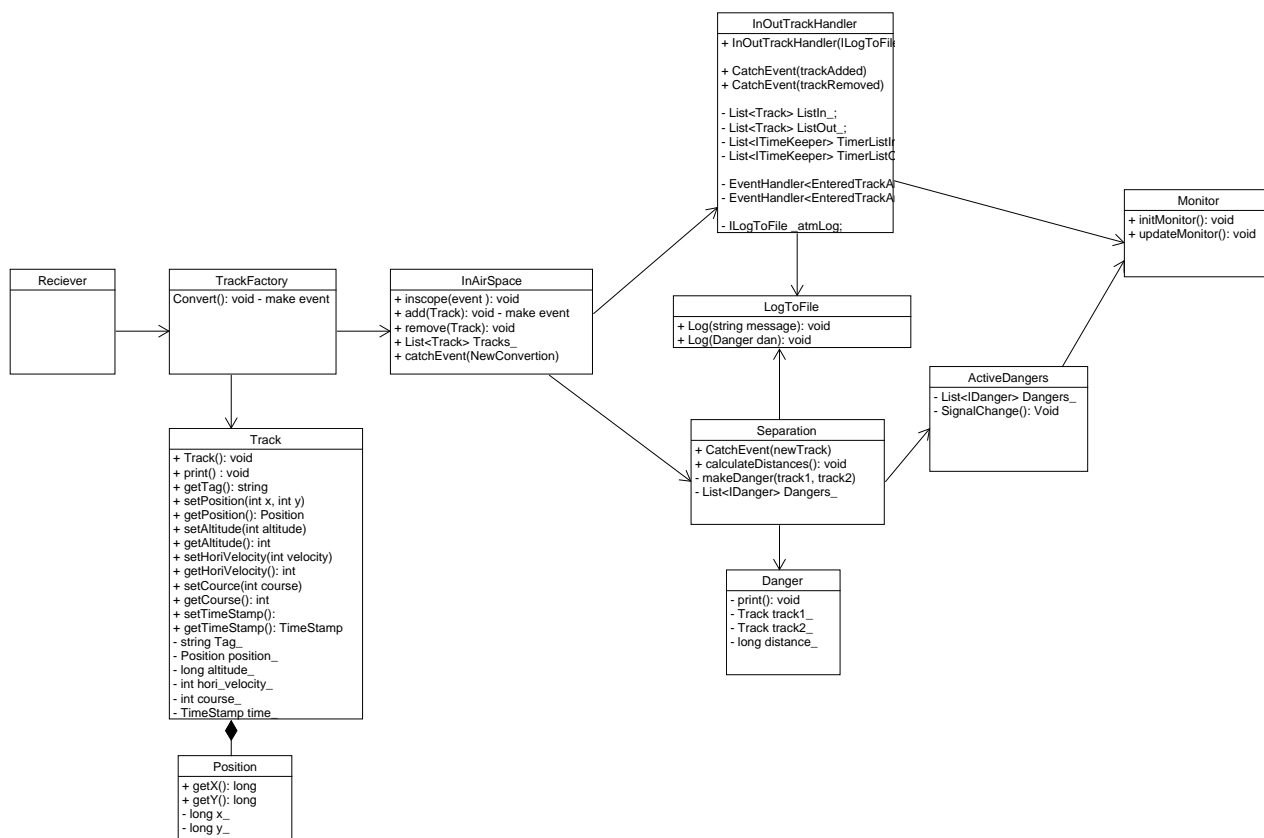 InOutTrackHandler
+ InOutTrackHandler(ILogToFile
+ CatchEvent(trackAdded)
+ CatchEvent(trackRemoved)
- List<Track> ListIn_;
- List<Track> ListOut_;
- List<ITimeKeeper> TimerListIn
- List<ITimeKeeper> TimerListO
- EventHandler<EnteredTrackA
- EventHandler<EnteredTrackA
- ILogToFile _atmLog;
Monitor
+ initMonitor(): void
+ updateMonitor(): void
Reciever
TrackFactory
Convert(): void - make event
InAirSpace
+ inscope(event ): void
+ add(Track): void - make event
+ remove(Track): void
+ List<Track> Tracks_
+ catchEvent(NewConvertion)
LogToFile
+ Log(string message): void
+ Log(Danger dan): void
ActiveDangers
- List<IDanger> Dangers_
- SignalChange(): Void
Separation
+ CatchEvent(newTrack)
+ calculateDistances(): void
- makeDanger(track1, track2)
- List<IDanger> Dangers_
Track
+ Track(): void
+ print() : void
+ getTag(): string
+ setPosition(int x, int y)
+ getPosition(): Position
+ setAltitude(int altitude)
+ getAltitude(): int
+ setHoriVelocity(int velocity)
+ getHoriVelocity(): int
+ setCource(int course)
+ getCourse(): int
+ setTimeStamp():
+ getTimeStamp(): TimeStamp
- string Tag_
- Position position_
- long altitude_
- int hori_velocity_
- int course_
- TimeStamp time_
Danger
- print(): void
- Track track1_
- Track track2_
- long distance_
Position
+ getX(): long
+ getY(): long
- long x_
- long y_